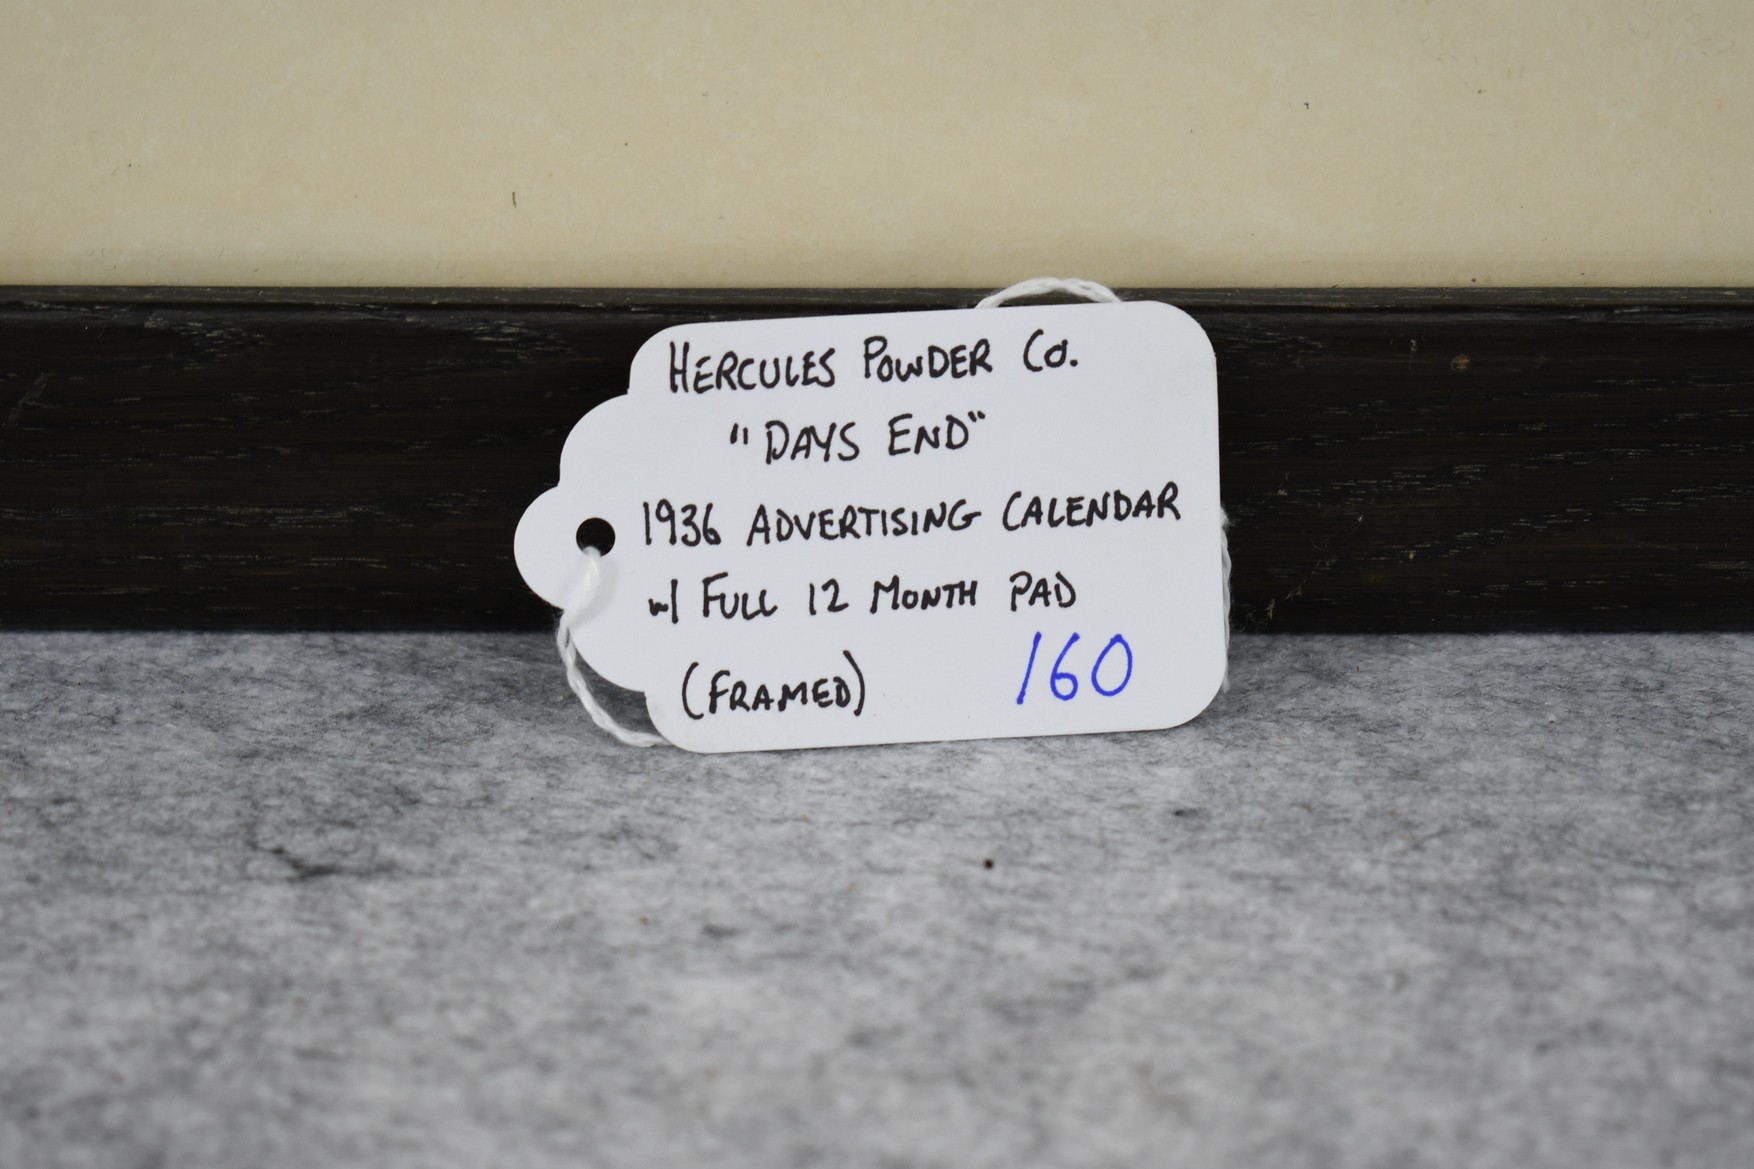 HERCULES POWDER CO.
"DAYS END"
1936 ADVERTISING CALENDAR
w/ FULL 12 MONTH PAD
(FRAMED) 160